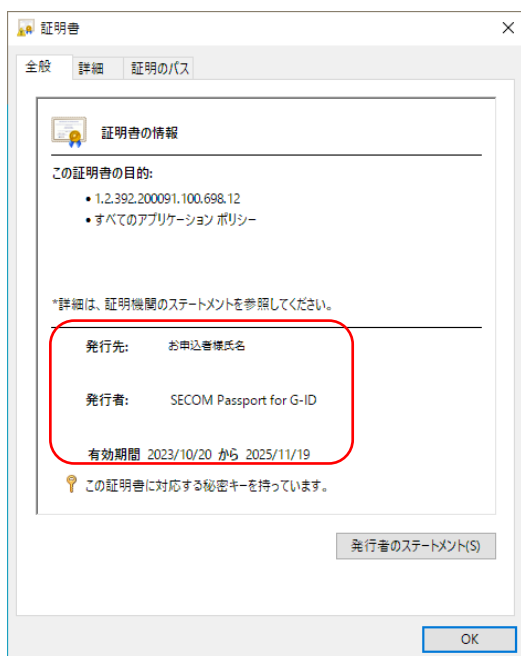 証明書
全般 詳細 証明のパス
証明書の情報
この証明書の目的:
• 1.2.392.200091.100.698.12
• すべてのアプリケーション ポリシー
*詳細は、証明機関のステートメントを参照してください。
発行先: お申込者様氏名
発行者: SECOM Passport for G-ID
有効期間 2023/10/20 から 2025/11/19
この証明書に対応する秘密キーを持っています。
発行者のステートメント(S)
OK